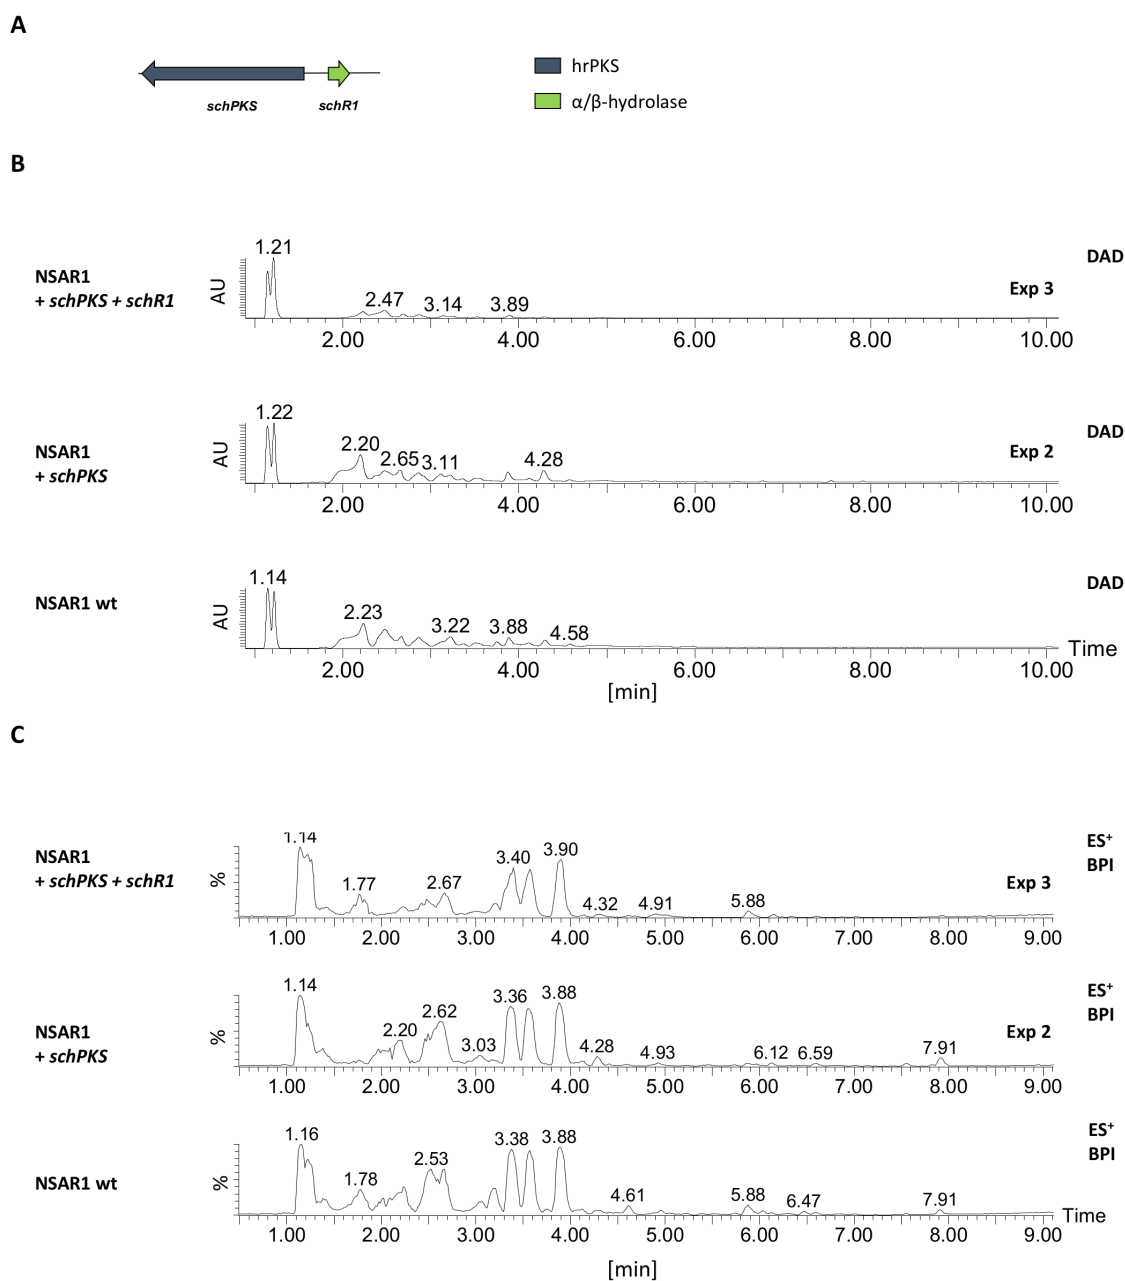 A
hrPKS
α/β-hydrolase
schPKS schR1
B
NSAR1
+ schPKS + schR1
AU
1.21 2.47 3.14 3.89
DAD
Exp 3
2.00 4.00 6.00 8.00 10.00
NSAR1
+ schPKS
AU
1.22 2.20 2.65 3.11 4.28
DAD
Exp 2
2.00 4.00 6.00 8.00 10.00
NSAR1 wt
AU
1.14 2.23 3.22 3.88 4.58
DAD
Time
2.00 4.00 6.00 8.00 10.00
[min]
C
NSAR1
+ schPKS + schR1
%
1.14 1.77 2.67 3.40 3.90 4.32 4.91 5.88
ES+
BPI
Exp 3
1.00 2.00 3.00 4.00 5.00 6.00 7.00 8.00 9.00
NSAR1
+ schPKS
%
1.14 2.20 2.62 3.03 3.36 3.88 4.28 4.93 6.12 6.59 7.91
ES+
BPI
Exp 2
1.00 2.00 3.00 4.00 5.00 6.00 7.00 8.00 9.00
NSAR1 wt
%
1.16 1.78 2.53 3.38 3.88 4.61 5.88 6.47 7.91
ES+
BPI
Time
1.00 2.00 3.00 4.00 5.00 6.00 7.00 8.00 9.00
[min]